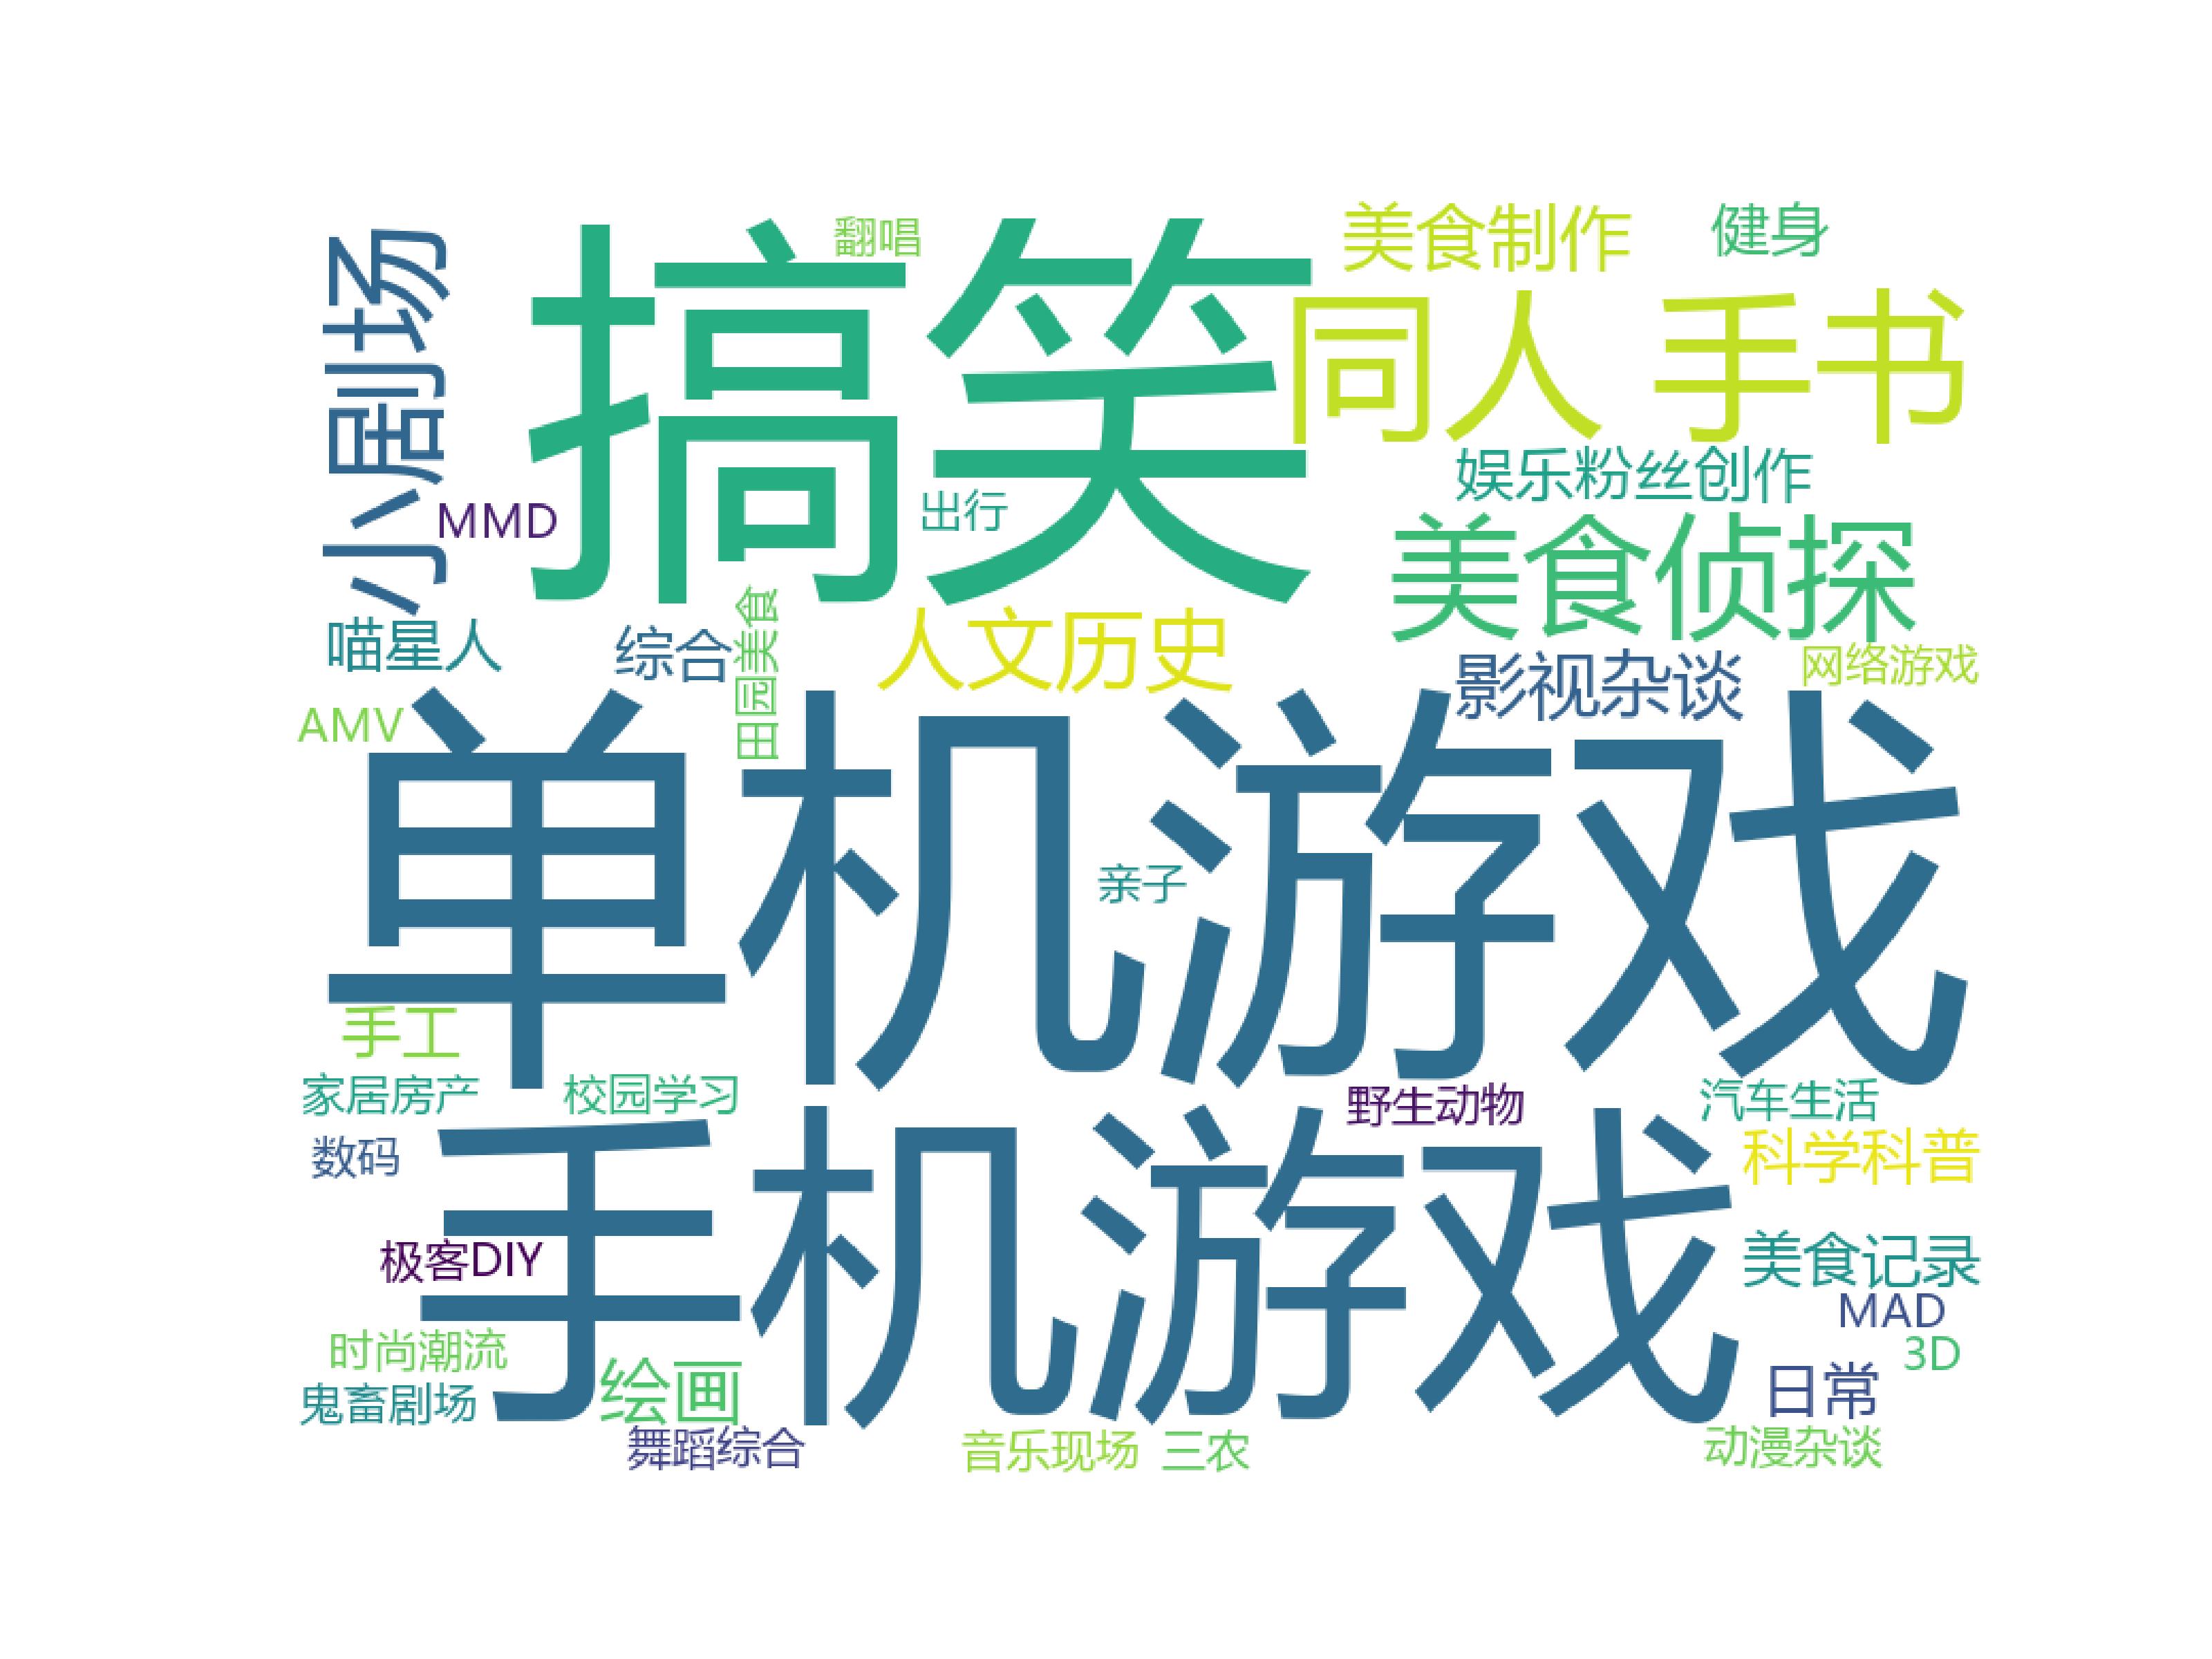 小剧场
搞笑
翻唱
美食制作
健身
同人 手书
娱乐粉丝创作
MMD
出行
美食侦探
喵星人
综合
田园美食
人文历史
影视杂谈
网络游戏
AMV
单机游戏
亲子
手工
家居房产
校园学习
野生动物
汽车生活
数码
手机游戏
科学科普
极客DIY
美食记录
MAD
时尚潮流
3D
鬼畜剧场
绘画
日常
舞蹈综合
音乐现场
三农
动漫杂谈